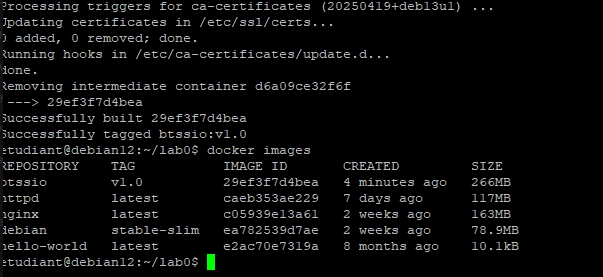 Processing triggers for ca-certificates (20250419+deb13u1) ...
Updating certificates in /etc/ssl/certs...
0 added, 0 removed; done.
Running hooks in /etc/ca-certificates/update.d...
done.
Removing intermediate container d6a09ce32f6f
---> 29ef3f7d4bea
Successfully built 29ef3f7d4bea
Successfully tagged btssio:v1.0
etudiant@debian12:~/lab0$ docker images
REPOSITORY TAG IMAGE ID CREATED SIZE
btssio v1.0 29ef3f7d4bea 4 minutes ago 266MB
httpd latest caeb353ae229 7 days ago 117MB
nginx latest c05939e13a61 2 weeks ago 163MB
debian stable-slim ea782539d7ae 2 weeks ago 78.9MB
hello-world latest e2ac70e7319a 8 months ago 10.1kB
etudiant@debian12:~/lab0$